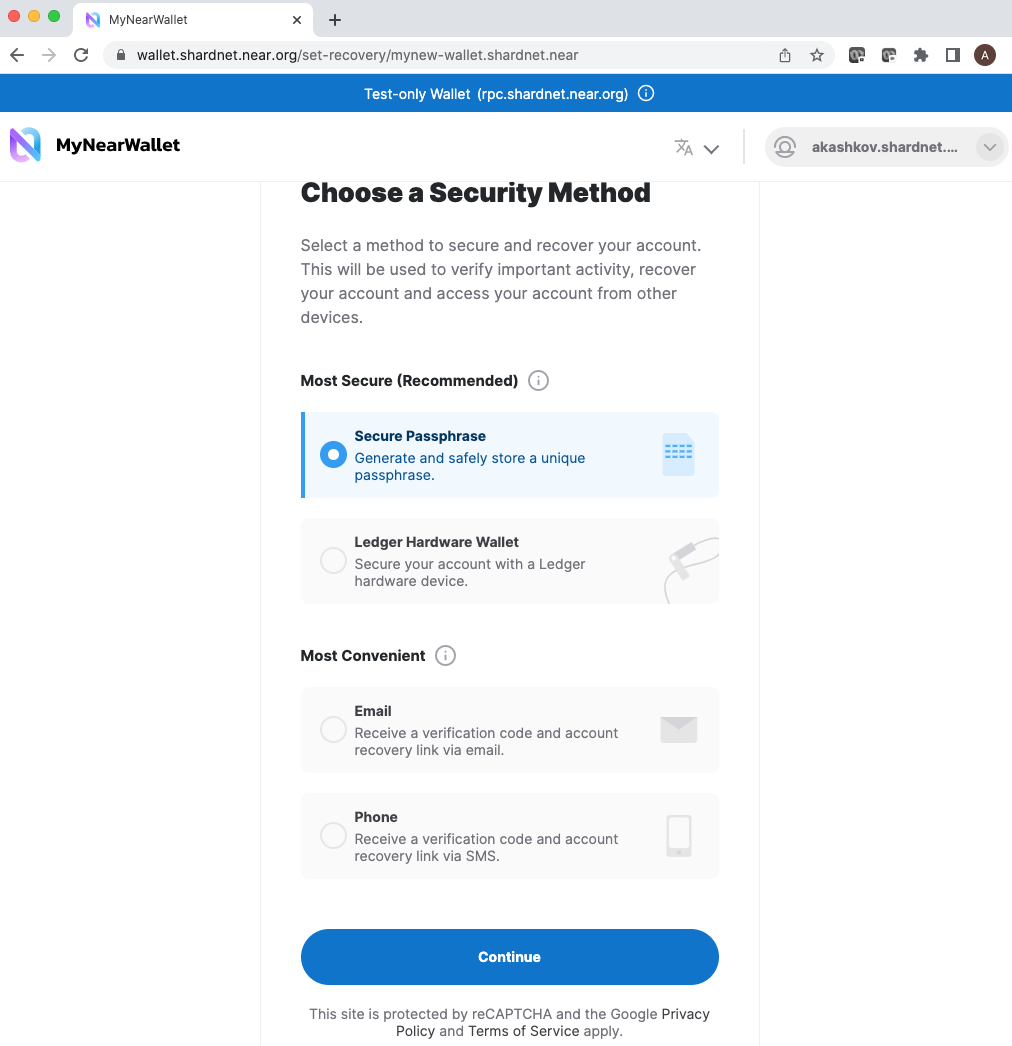 MyNearWallet
wallet.shardnet.near.org/set-recovery/mynew-wallet.shardnet.near
A
Test-only Wallet (rpc.shardnet.near.org)
MyNearWallet
akashkov.shardnet....
Choose a Security Method
Select a method to secure and recover your account.
This will be used to verify important activity, recover
your account and access your account from other
devices.
Most Secure (Recommended)
Secure Passphrase
Generate and safely store a unique
passphrase.
Ledger Hardware Wallet
Secure your account with a Ledger
hardware device.
Most Convenient
Email
Receive a verification code and account
recovery link via email.
Phone
Receive a verification code and account
recovery link via SMS.
Continue
This site is protected by reCAPTCHA and the Google Privacy
Policy and Terms of Service apply.